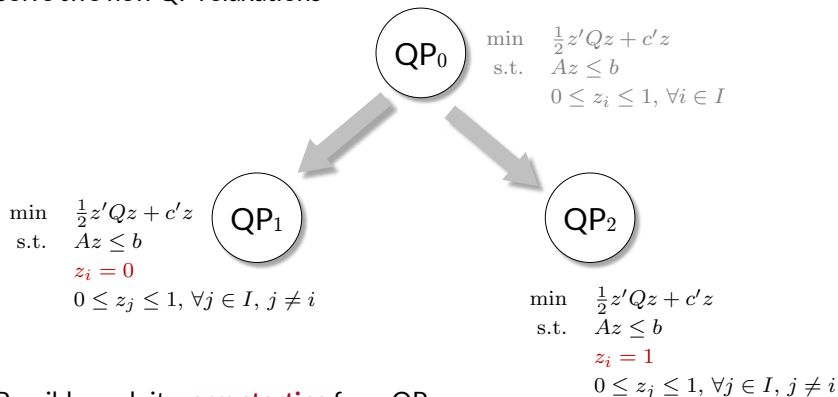 QP₀
min ½z′Qz + c′z
s.t. Az ≤ b
0 ≤ zᵢ ≤ 1, ∀i ∈ I
QP₁
min ½z′Qz + c′z
s.t. Az ≤ b
zᵢ = 0
0 ≤ zⱼ ≤ 1, ∀j ∈ I, j ≠ i
QP₂
min ½z′Qz + c′z
s.t. Az ≤ b
zᵢ = 1
0 ≤ zⱼ ≤ 1, ∀j ∈ I, j ≠ i